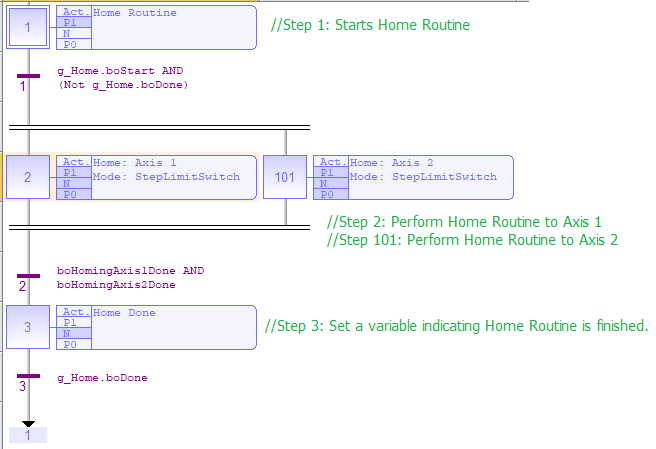 1
Act.
P1
N
P0
Home Routine
//Step 1: Starts Home Routine
1
g_Home.boStart AND
(Not g_Home.boDone)
2
Act.
P1
N
P0
Home: Axis 1
Mode: StepLimitSwitch
101
Act.
P1
N
P0
Home: Axis 2
Mode: StepLimitSwitch
//Step 2: Perform Home Routine to Axis 1
//Step 101: Perform Home Routine to Axis 2
2
boHomingAxis1Done AND
boHomingAxis2Done
3
Act.
P1
N
P0
Home Done
//Step 3: Set a variable indicating Home Routine is finished.
3
g_Home.boDone
1